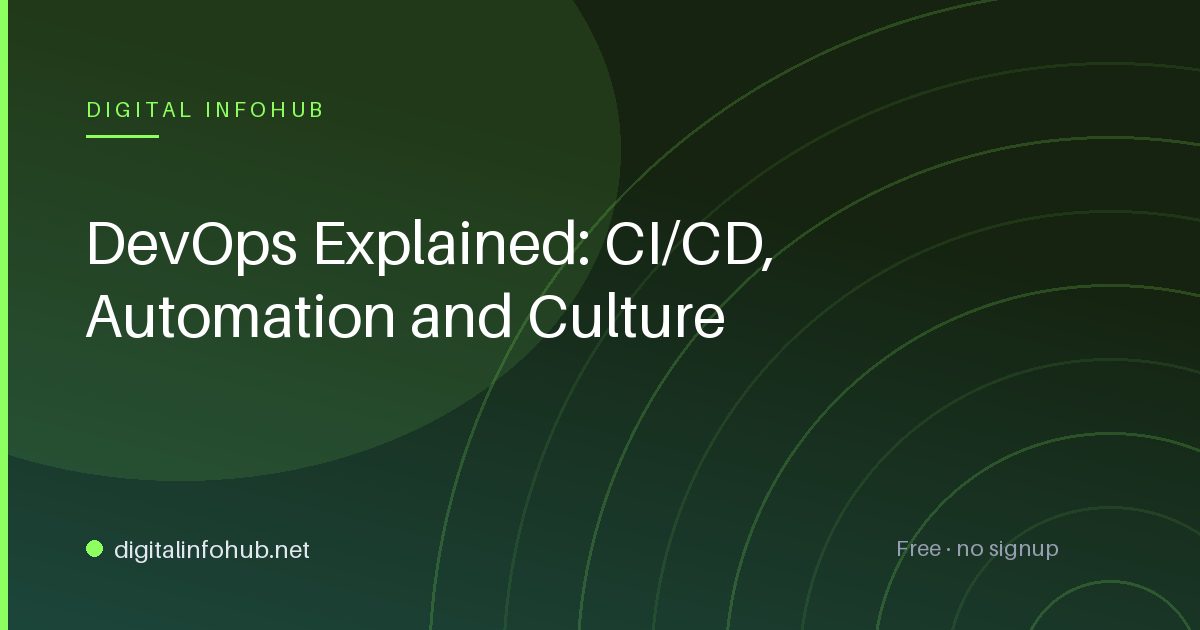 DIGITAL INFOHUB
DevOps Explained: CI/CD,
Automation and Culture
digitalinfohub.net
Free · no signup